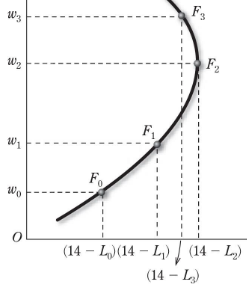 w₃
F₃
w₂
F₂
w₁
F₁
w₀
F₀
O
(14 − L₀)(14 − L₁) (14 − L₂)
(14 − L₃)